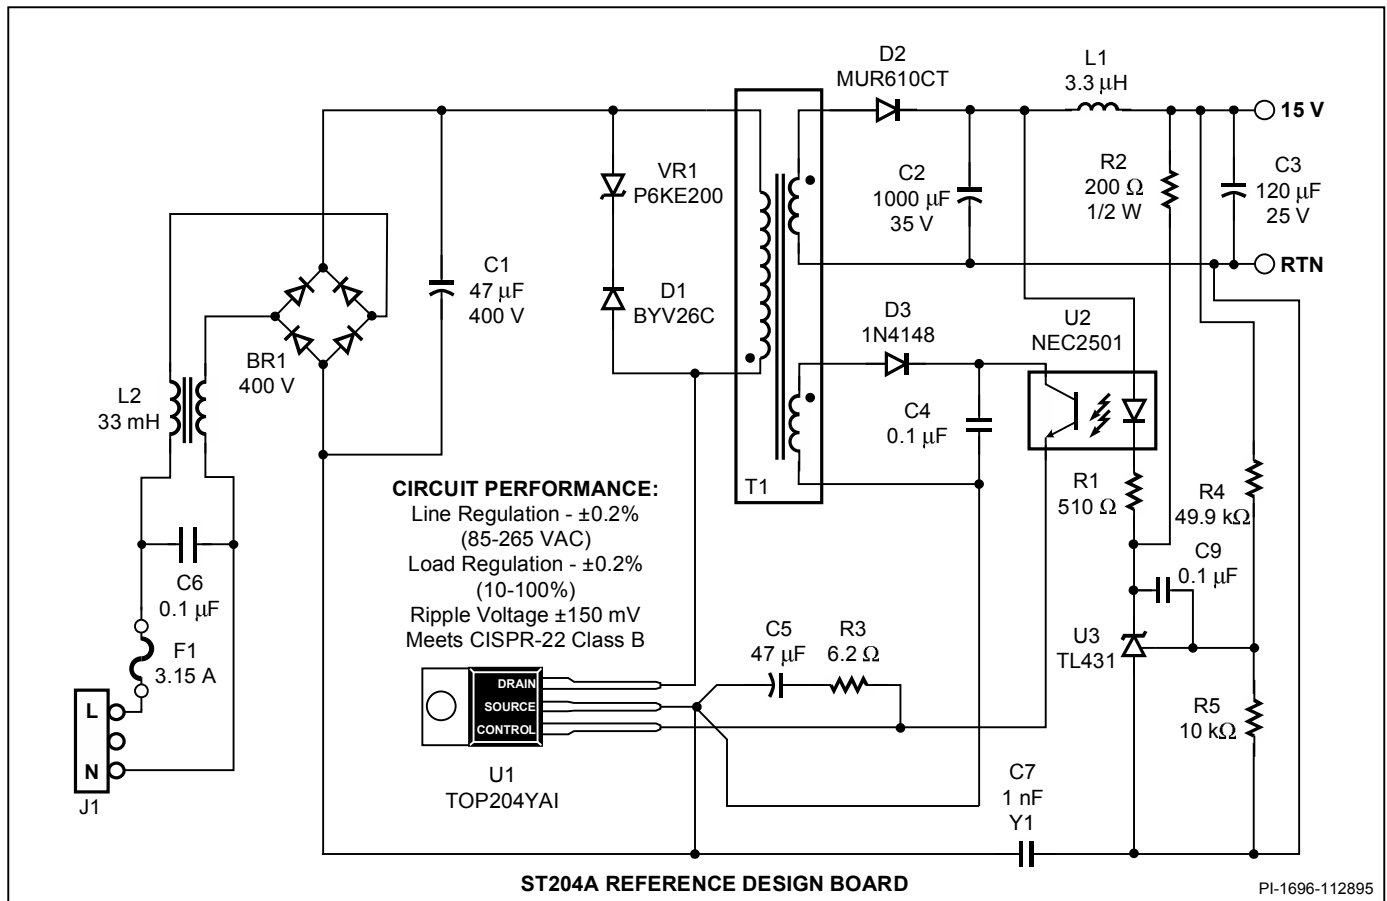 D2
MUR610CT
L1
3.3 µH
15 V
VR1
P6KE200
C2
1000 µF
35 V
R2
200 Ω
1/2 W
C3
120 µF
25 V
RTN
C1
47 µF
400 V
D1
BYV26C
D3
1N4148
U2
NEC2501
BR1
400 V
L2
33 mH
C4
0.1 µF
T1
R1
510 Ω
R4
49.9 kΩ
CIRCUIT PERFORMANCE:
Line Regulation - ±0.2%
(85-265 VAC)
Load Regulation - ±0.2%
(10-100%)
Ripple Voltage ±150 mV
Meets CISPR-22 Class B
C9
0.1 µF
C6
0.1 µF
F1
3.15 A
C5
47 µF
R3
6.2 Ω
U3
TL431
DRAIN
SOURCE
CONTROL
L
N
J1
R5
10 kΩ
U1
TOP204YAI
C7
1 nF
Y1
ST204A REFERENCE DESIGN BOARD
PI-1696-112895